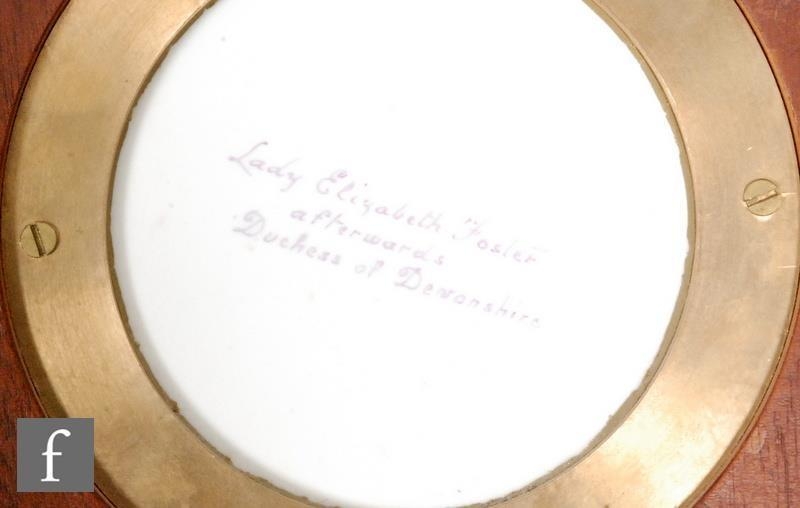 Lady Elizabeth Foster
afterwards
Duchess of Devonshire
f